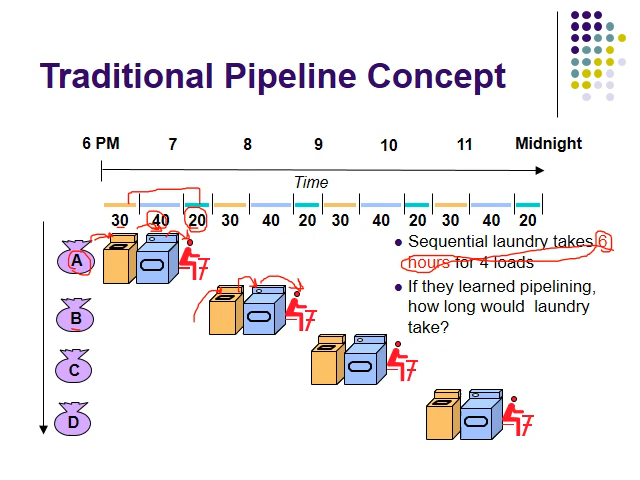 Traditional Pipeline Concept
6 PM 7 8 9 10 11 Midnight
Time
30 40 20 30 40 20 30 40 20 30 40 20
A
B
C
D
Sequential laundry takes 6
hours for 4 loads
If they learned pipelining,
how long would laundry
take?